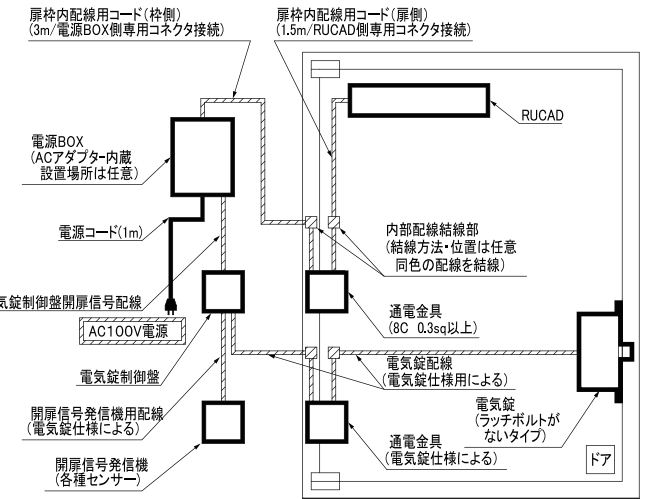 扉枠内配線用コード(枠側)
(3m/電源BOX側専用コネクタ接続)
扉枠内配線用コード(扉側)
(1.5m/RUCAD側専用コネクタ接続)
RUCAD
電源BOX
(ACアダプター内蔵
設置場所は任意)
電源コード(1m)
内部配線結線部
(結線方法・位置は任意
同色の配線を結線)
気錠制御盤開扉信号配線
AC100V電源
通電金具
(8C 0.3sq以上)
電気錠制御盤
電気錠配線
(電気錠仕様用による)
電気錠
(ラッチボルトが
ないタイプ)
開扉信号発信機用配線
(電気錠仕様による)
通電金具
(電気錠仕様による)
ドア
開扉信号発信機
(各種センサー)